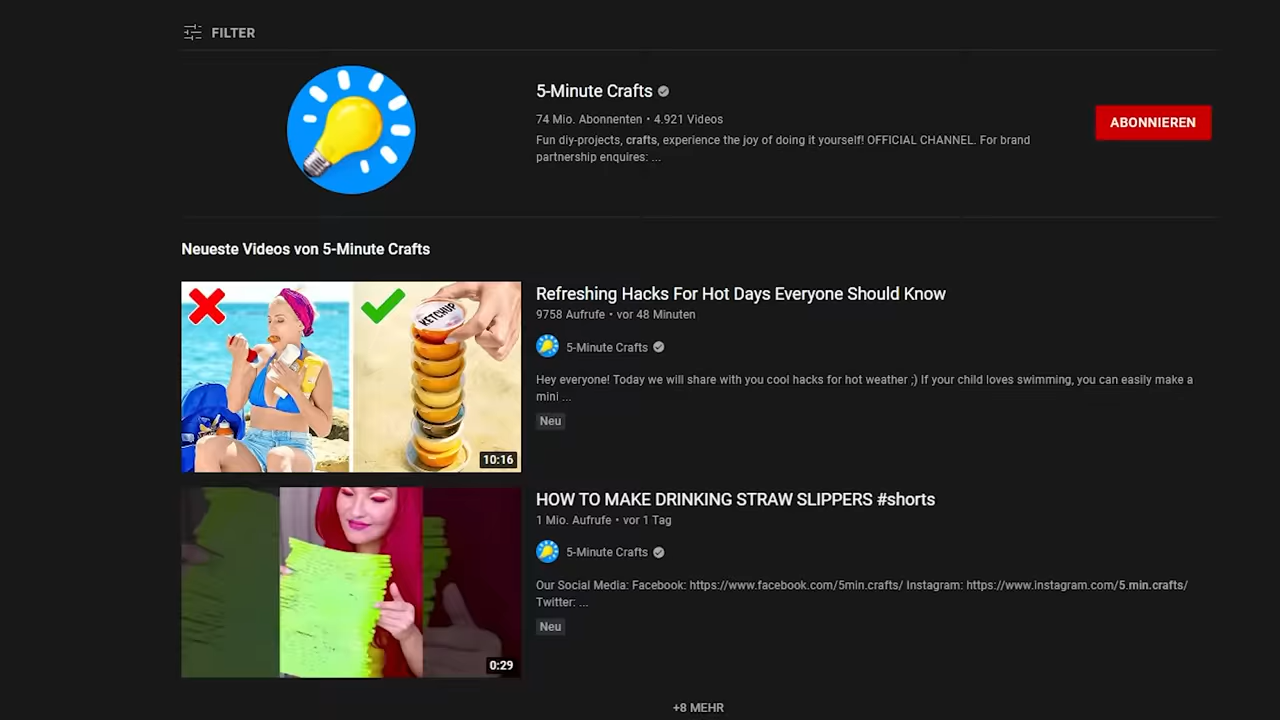 FILTER
5-Minute Crafts
74 Mio. Abonnenten • 4.921 Videos
Fun diy-projects, crafts, experience the joy of doing it yourself! OFFICIAL CHANNEL. For brand
partnership enquires: ...
ABONNIEREN
Neueste Videos von 5-Minute Crafts
KETCHUP
10:16
Refreshing Hacks For Hot Days Everyone Should Know
9758 Aufrufe • vor 48 Minuten
5-Minute Crafts
Hey everyone! Today we will share with you cool hacks for hot weather ;) If your child loves swimming, you can easily make a
mini ...
Neu
0:29
HOW TO MAKE DRINKING STRAW SLIPPERS #shorts
1 Mio. Aufrufe • vor 1 Tag
5-Minute Crafts
Our Social Media: Facebook: https://www.facebook.com/5min.crafts/ Instagram: https://www.instagram.com/5.min.crafts/
Twitter: ...
Neu
+8 MEHR